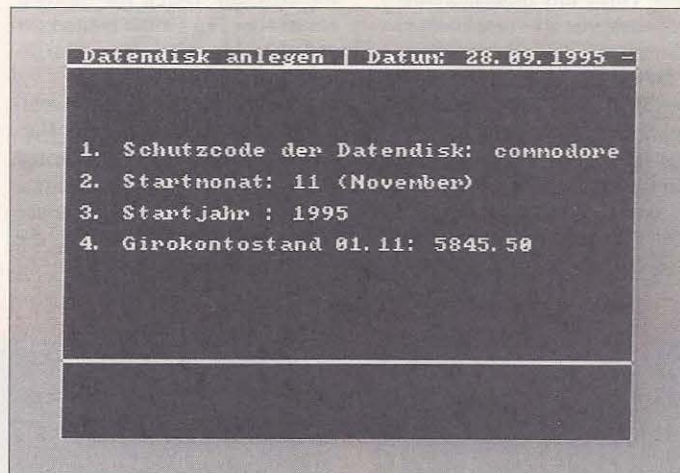 Datendisk anlegen | Datum: 28.09.1995 -
1. Schutzcode der Datendisk: commodore
2. Startmonat: 11 (November)
3. Startjahr : 1995
4. Girokontostand 01.11: 5845.50